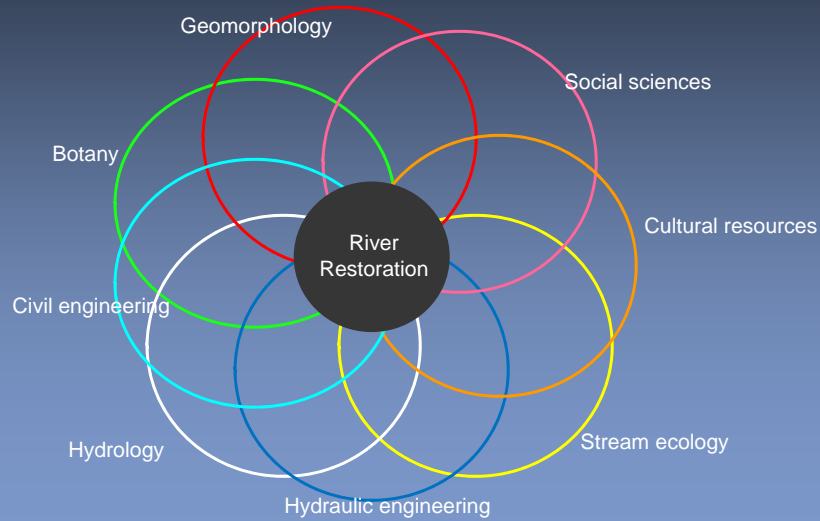 Geomorphology
Social sciences
Botany
Cultural resources
River
Restoration
Civil engineering
Stream ecology
Hydrology
Hydraulic engineering